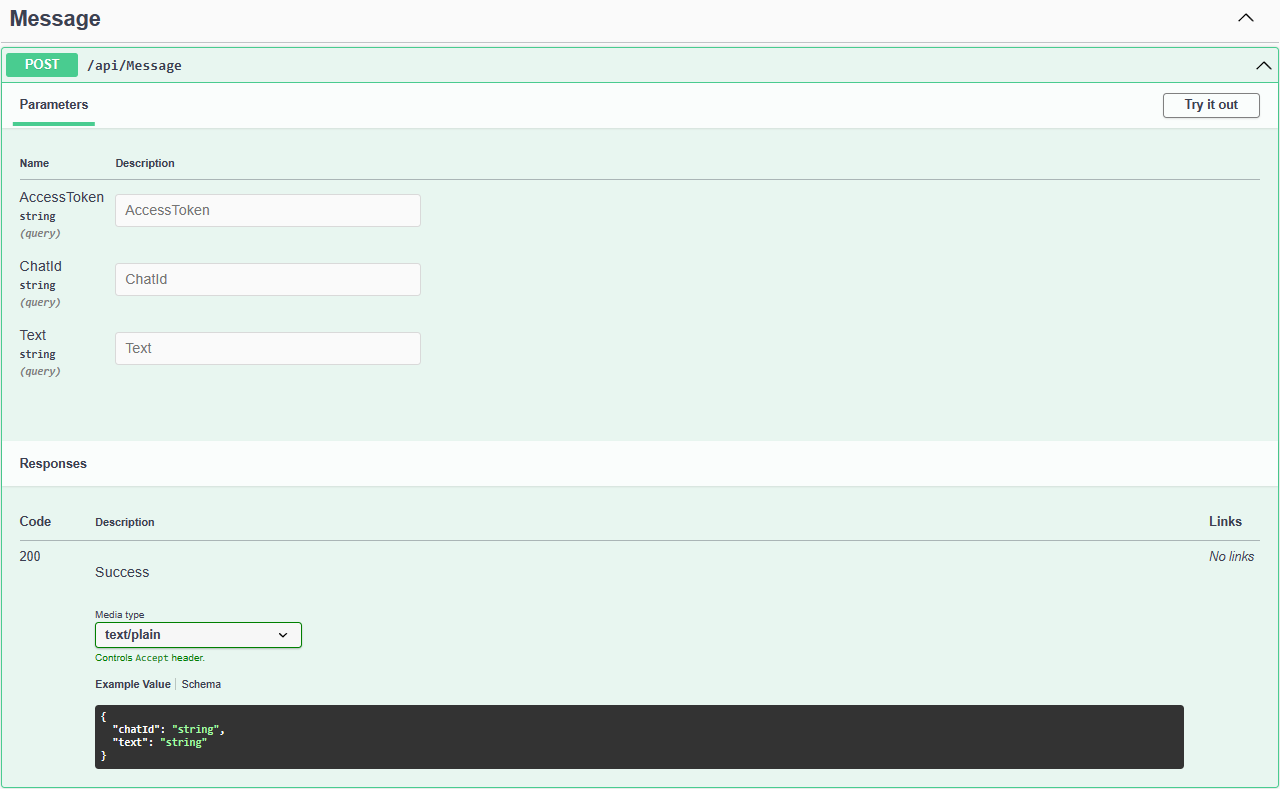 Message
POST /api/Message
Parameters
Try it out
Name Description
AccessToken
string
(query)
AccessToken
ChatId
string
(query)
ChatId
Text
string
(query)
Text
Responses
Code Description Links
200
Success
No links
Media type
text/plain
Controls Accept header.
Example Value Schema
{
  "chatId": "string",
  "text": "string"
}